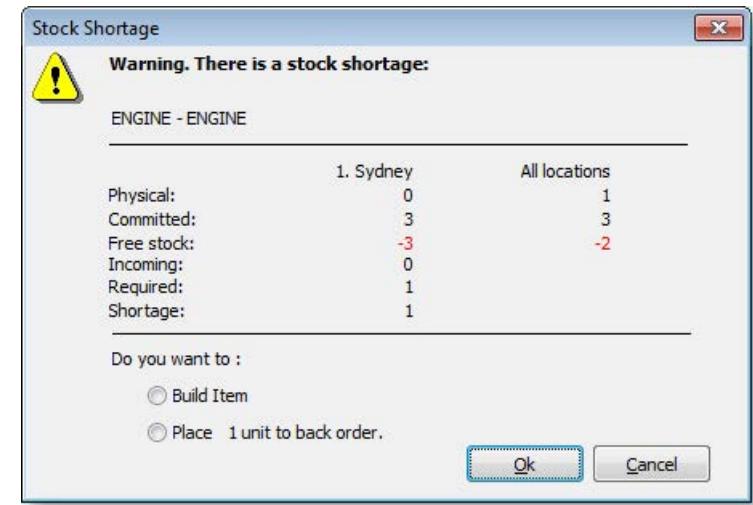 Stock Shortage
Warning. There is a stock shortage:
ENGINE - ENGINE
1. Sydney All locations
Physical: 0 1
Committed: 3 3
Free stock: -3 -2
Incoming: 0
Required: 1
Shortage: 1
Do you want to :
Build Item
Place 1 unit to back order.
Ok Cancel